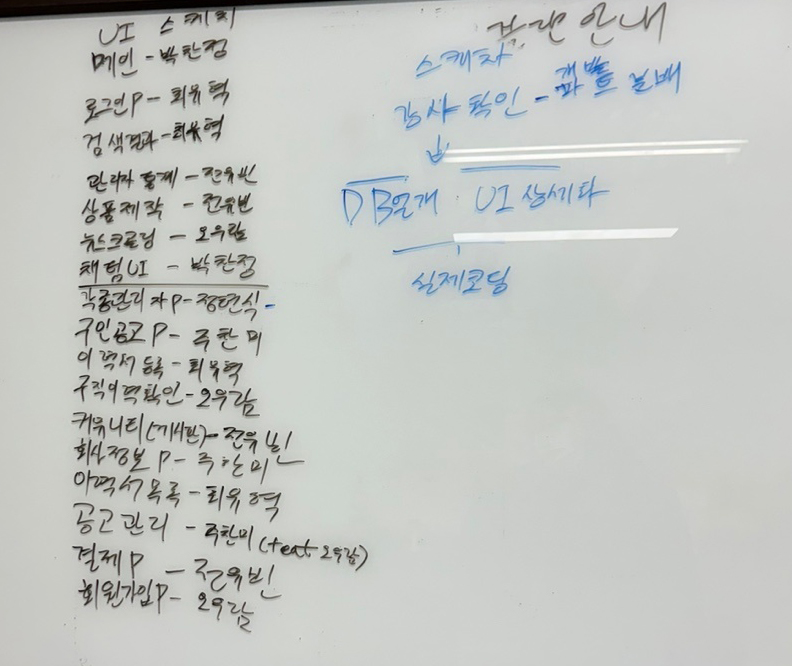 UI 스케치
메인 - 박찬정
로그인P - 최유혁
검색결과 - 최유혁
관리자 통계 - 전유빈
상품제작 - 전유빈
뉴스크롤링 - 오우람
채팅UI - 박찬정
각종관리자P - 정현식 -
구인공고P - 주한미
이력서 등록 - 최유혁
구직이력확인 - 오우람
커뮤니티(게시판) - 전유빈
회사정보P - 주한미
이력서목록 - 최유혁
공고관리 - 주한미 (feat 오우람)
결제P - 전유빈
회원가입P - 오우람
안내
스케치
강사 확인 - 개발 파트 분배
DB설계 UI 상세화
실제코딩